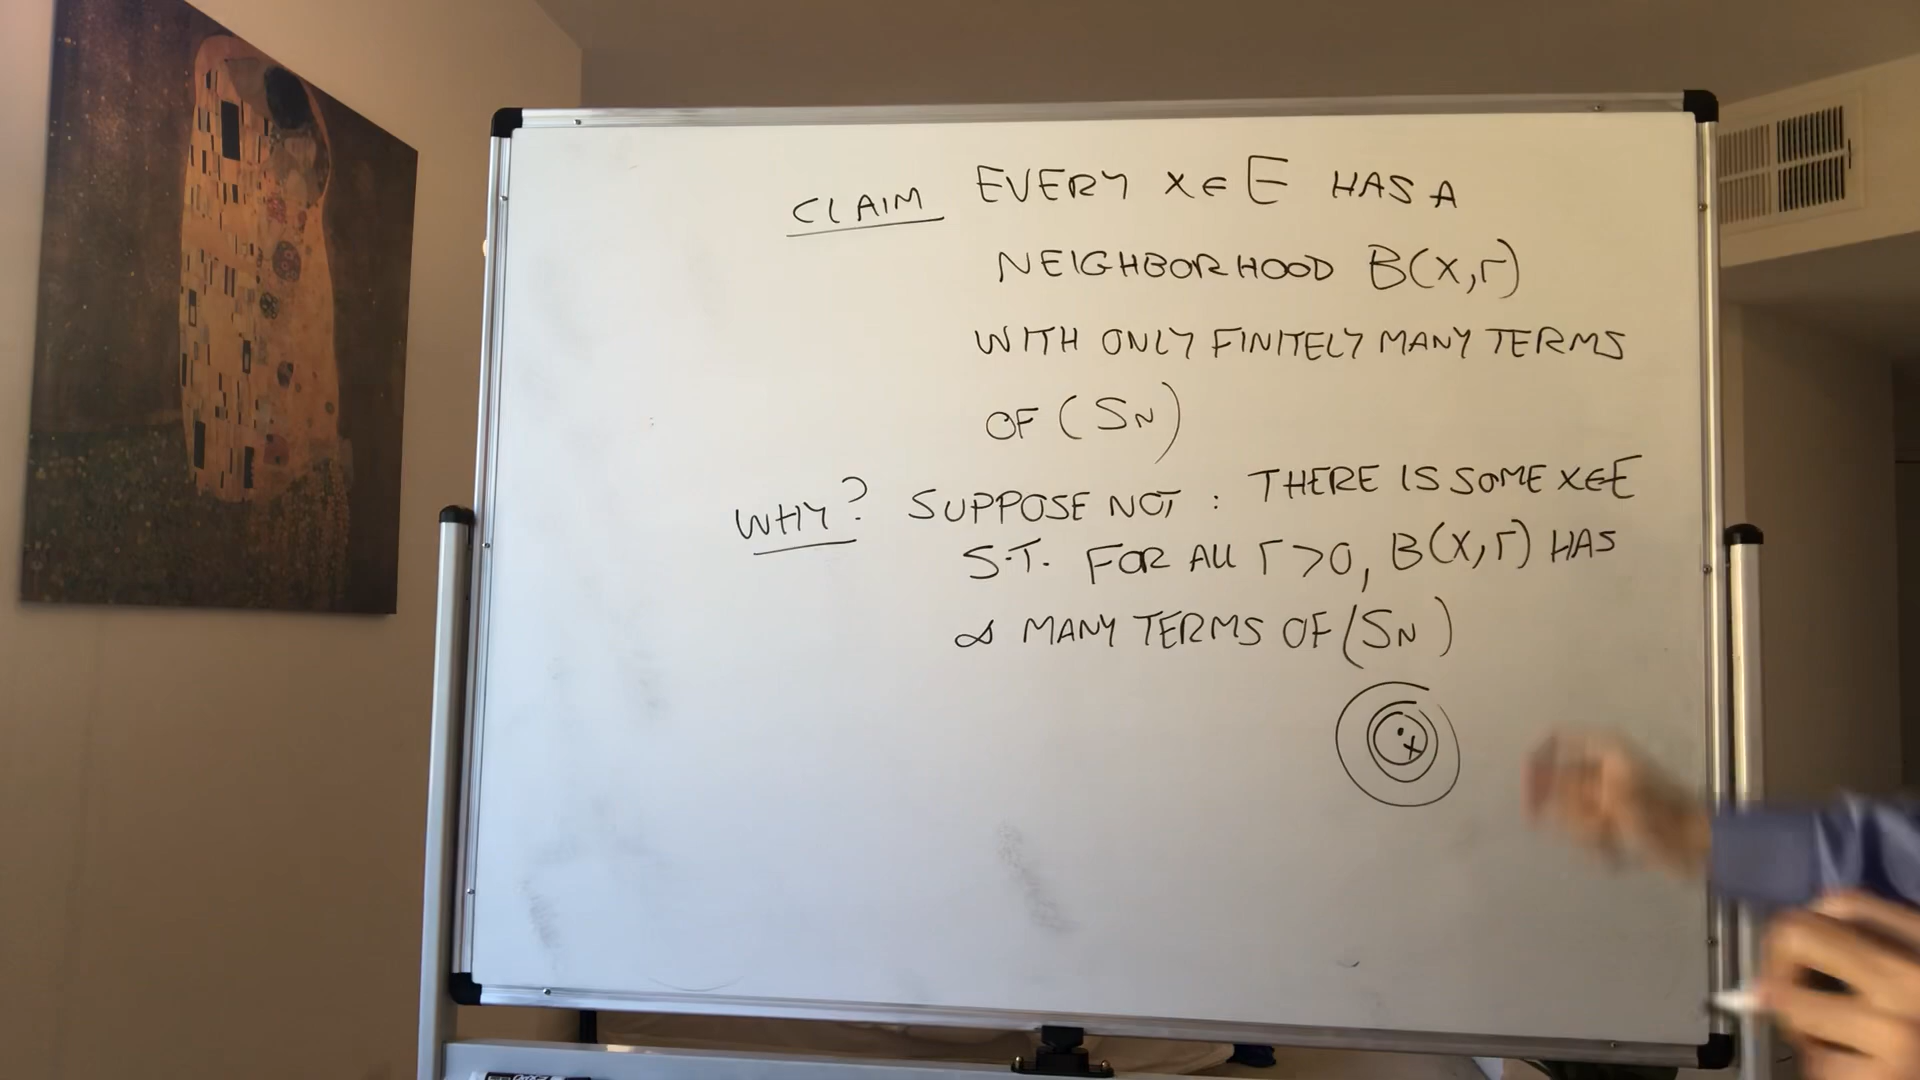 CLAIM EVERY X∈E HAS A
NEIGHBORHOOD B(X,r)
WITH ONLY FINITELY MANY TERMS
OF (SN)
WHY? SUPPOSE NOT : THERE IS SOME X∈E
S.T. FOR ALL r>0, B(X,r) HAS
∞ MANY TERMS OF (SN)
X